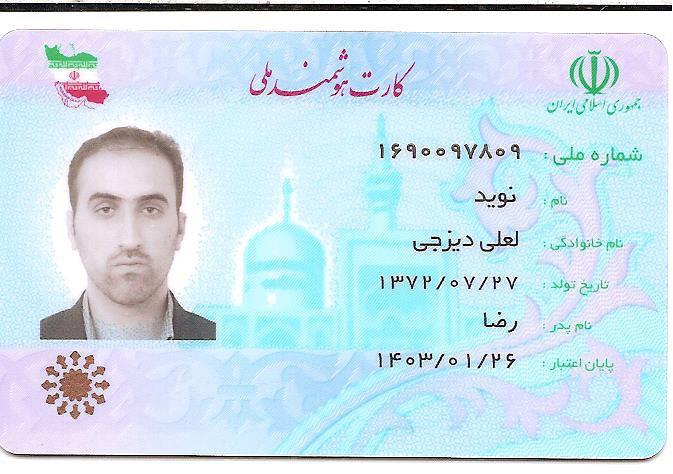 کارت هوشمند ملی
جمهوری اسلامی ایران
شماره ملی : ۱۶۹۰۰۹۷۸۰۹
نام : نوید
نام خانوادگی : لعلی دیزجی
تاریخ تولد : ۱۳۷۲/۰۷/۲۷
نام پدر : رضا
پایان اعتبار : ۱۴۰۳/۰۱/۲۶